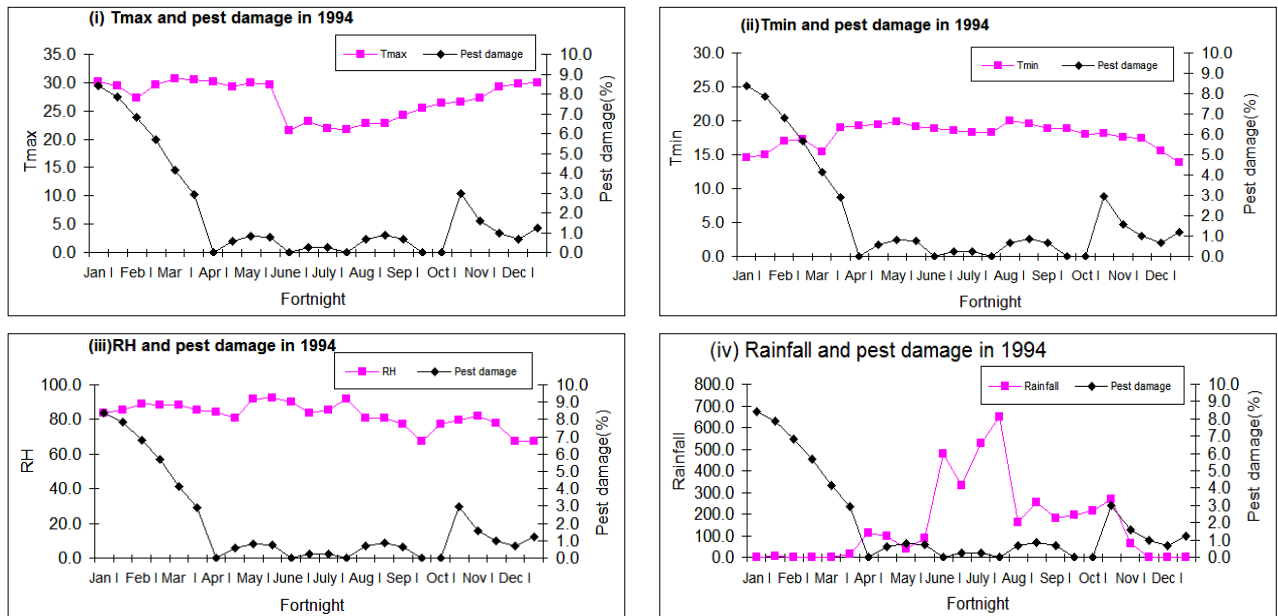 (i) Tmax and pest damage in 1994
Tmax
Pest damage
35.0
30.0
25.0
20.0
15.0
10.0
5.0
0.0
10.0
9.0
8.0
7.0
6.0
5.0
4.0
3.0
2.0
1.0
0.0
Tmax
Pest damage(%)
Jan I Feb I Mar I Apr I May I June I July I Aug I Sep I Oct I Nov I Dec I
Fortnight
(ii)Tmin and pest damage in 1994
Tmin
Pest damage
30.0
25.0
20.0
15.0
10.0
5.0
0.0
10.0
9.0
8.0
7.0
6.0
5.0
4.0
3.0
2.0
1.0
0.0
Tmin
Pest damage(%)
Jan I Feb I Mar I Apr I May I June I July I Aug I Sep I Oct I Nov I Dec I
Fortnight
(iii)RH and pest damage in 1994
RH
Pest damage
100.0
80.0
60.0
40.0
20.0
0.0
10.0
9.0
8.0
7.0
6.0
5.0
4.0
3.0
2.0
1.0
0.0
RH
Pest damage(%)
Jan I Feb I Mar I Apr I May I June I July I Aug I Sep I Oct I Nov I Dec I
Fortnight
(iv) Rainfall and pest damage in 1994
Rainfall
Pest damage
800.0
700.0
600.0
500.0
400.0
300.0
200.0
100.0
0.0
10.0
9.0
8.0
7.0
6.0
5.0
4.0
3.0
2.0
1.0
0.0
Rainfall
Pest damage(%)
Jan I Feb I Mar I Apr I May I June I July I Aug I Sep I Oct I Nov I Dec I
Fortnight